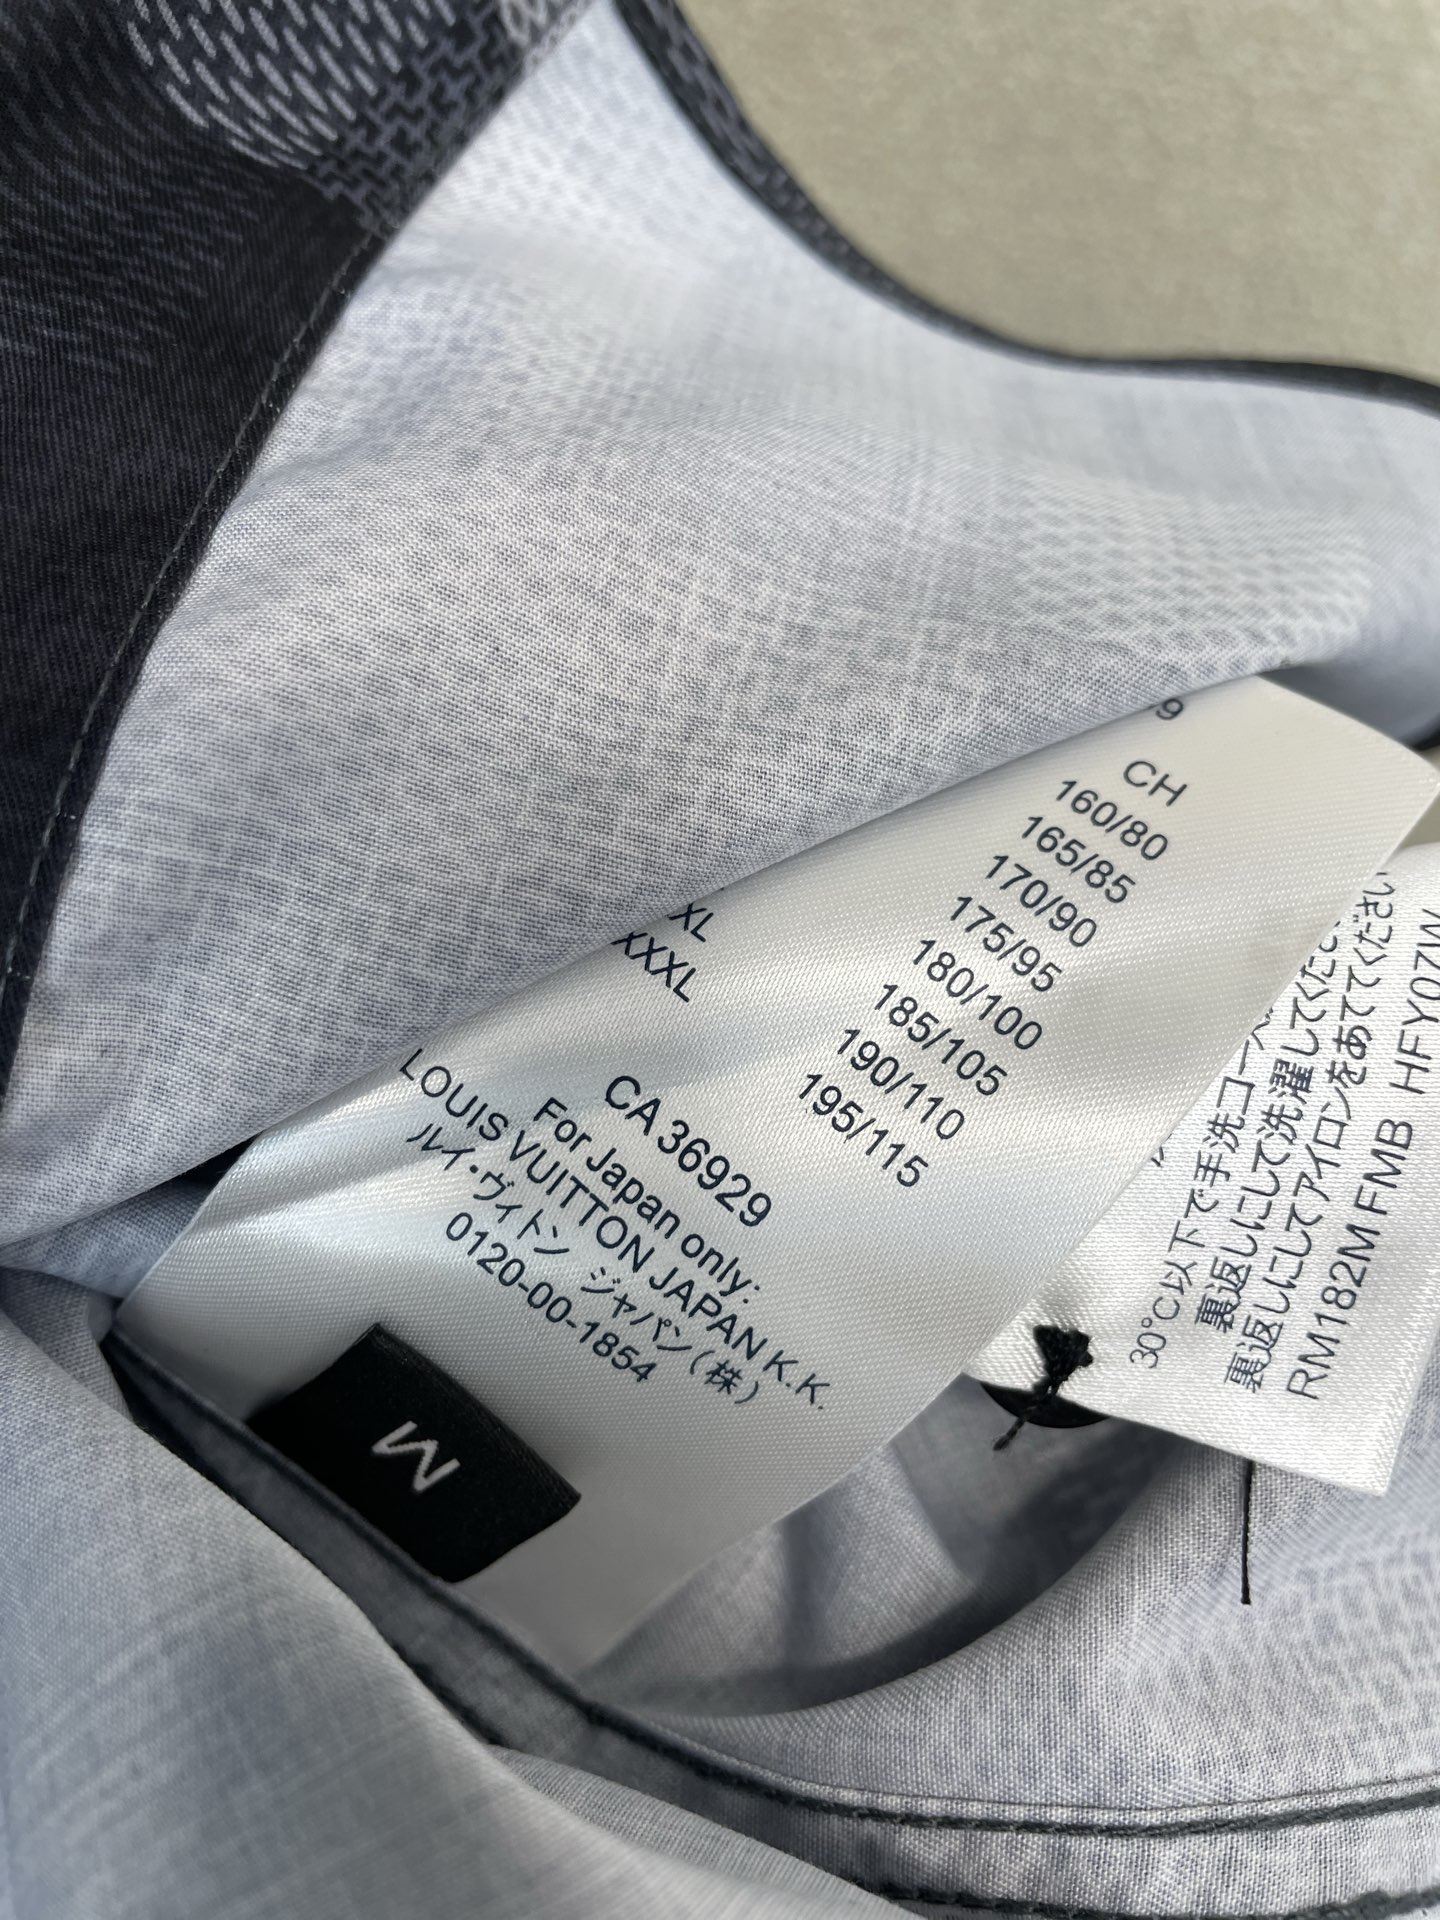 9
CH
160/80
165/85
170/90
175/95
180/100
185/105
190/110
195/115
XL
XXXL
CA 36929
For Japan only:
LOUIS VUITTON JAPAN K.K.
ルイ・ヴィトン ジャパン(株)
0120-00-1854
M
30°C以下で手洗コース
裏返しにして洗濯してくださ
裏返しにしてアイロンをあててください
RM182M FMB HFY07W